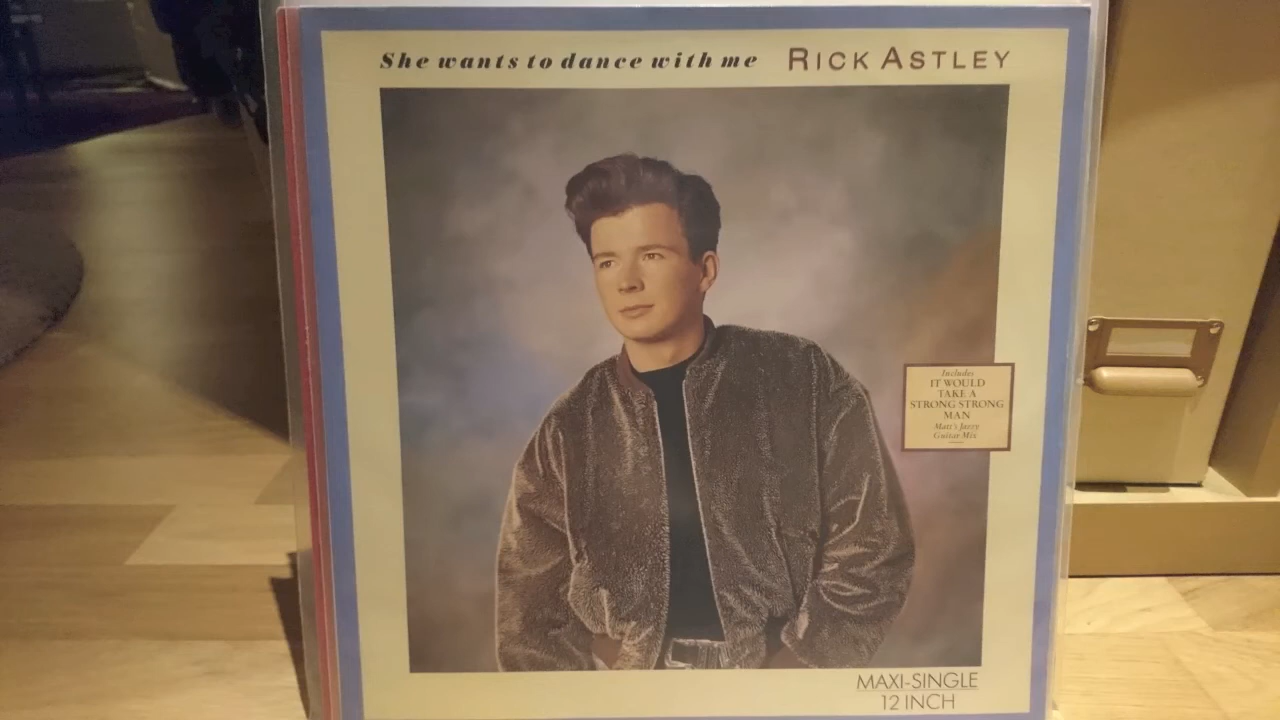 She wants to dance with me RICK ASTLEY
Includes
IT WOULD
TAKE A
STRONG STRONG
MAN
Matt's Jazzy
Guitar Mix
MAXI-SINGLE
12 INCH